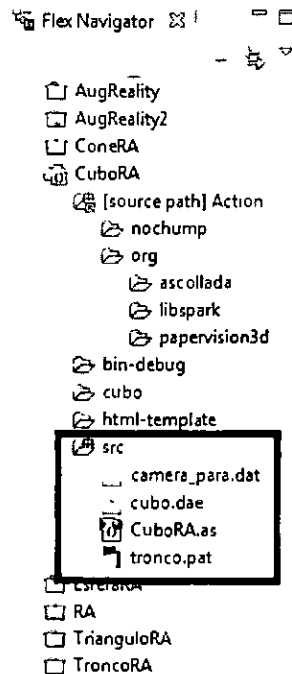 Flex Navigator
AugReality
AugReality2
ConeRA
CuboRA
[source path] Action
nochump
org
ascollada
libspark
papervision3d
bin-debug
cubo
html-template
src
camera_para.dat
cubo.dae
CuboRA.as
tronco.pat
EsferaRA
RA
TrianguloRA
TroncoRA